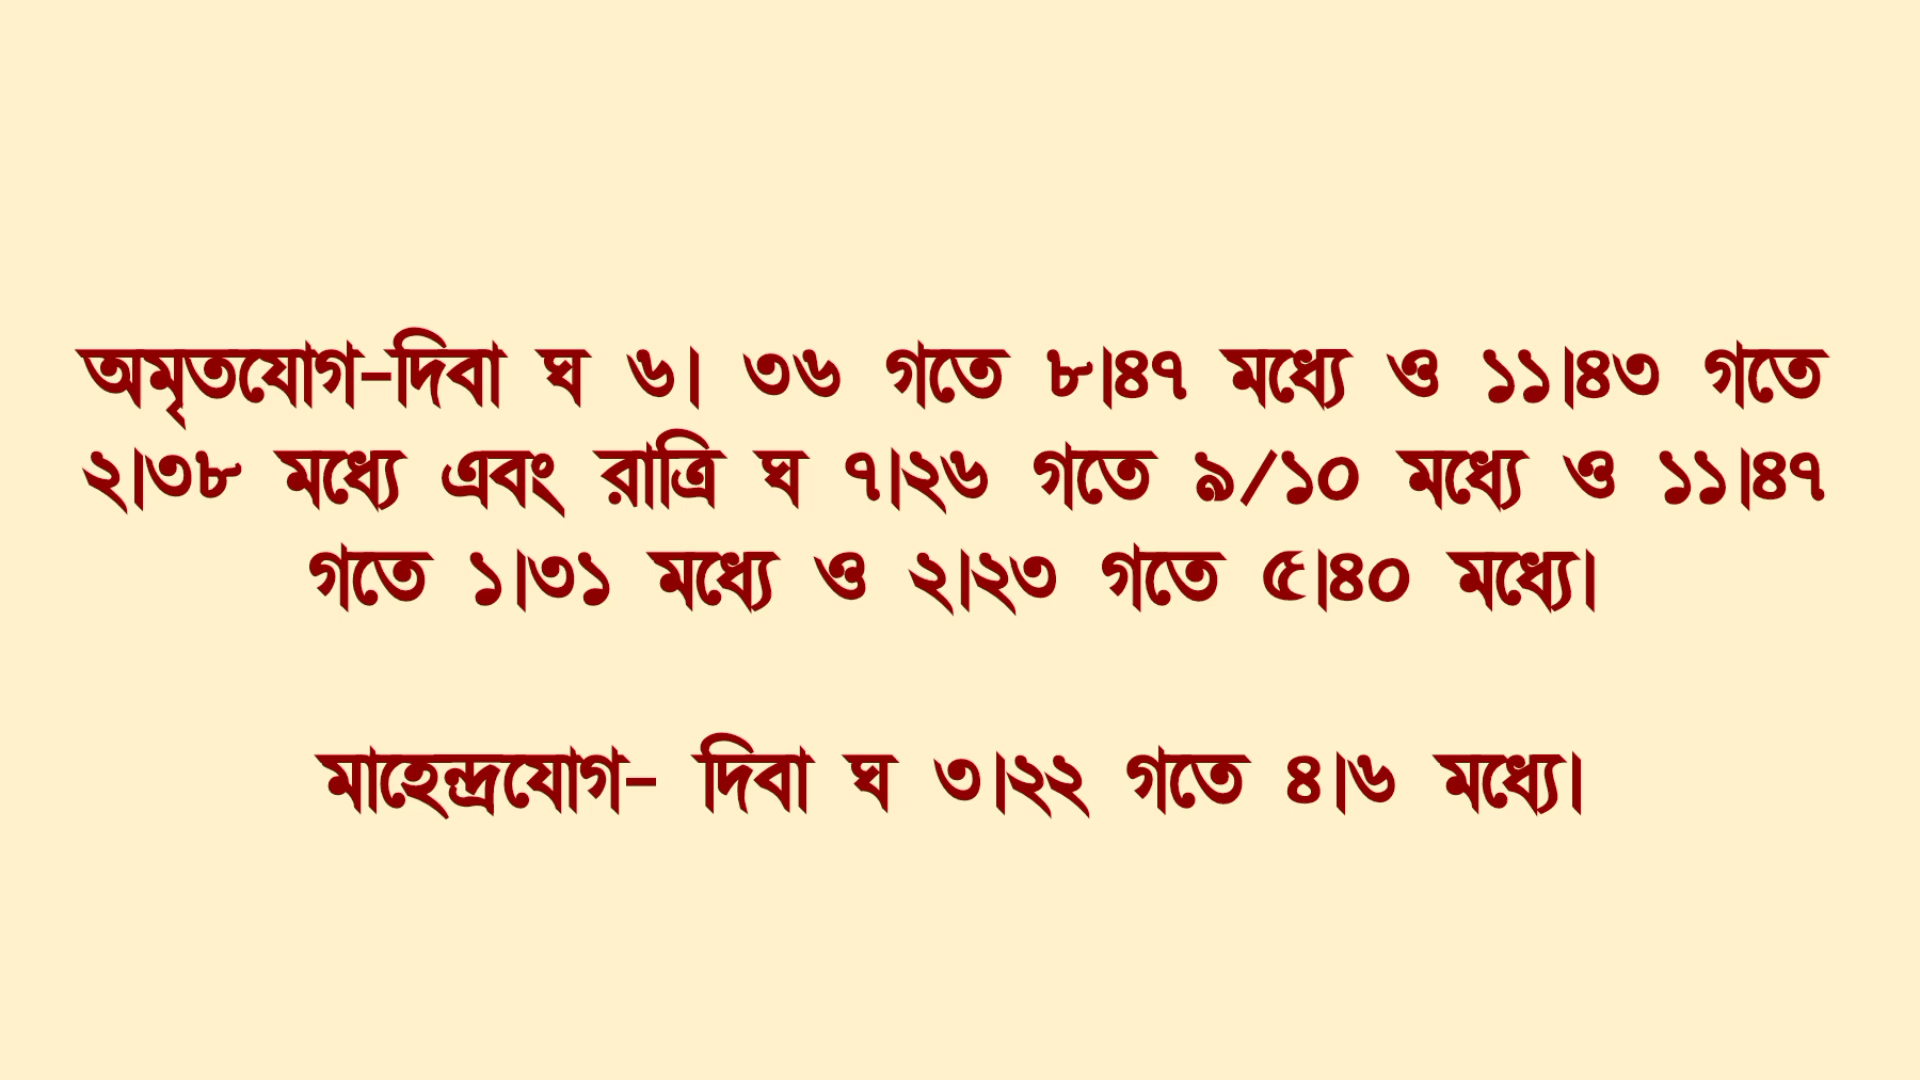 অমৃতযোগ-দিবা ঘ ৬। ৩৬ গতে ৮।৪৭ মধ্যে ও ১১।৪৩ গতে
২।৩৮ মধ্যে এবং রাত্রি ঘ ৭।২৬ গতে ৯/১০ মধ্যে ও ১১।৪৭
গতে ১।৩১ মধ্যে ও ২।২৩ গতে ৫।৪০ মধ্যে।
মাহেন্দ্রযোগ- দিবা ঘ ৩।২২ গতে ৪।৬ মধ্যে।